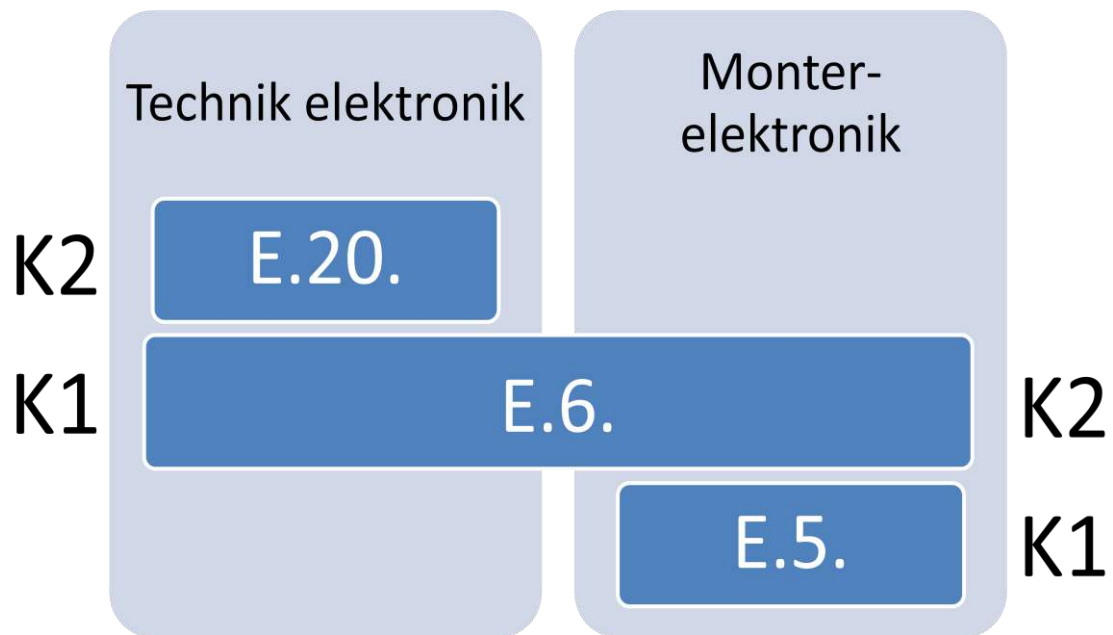 Technik elektronik
Monter-
elektronik
K2
E.20.
K1
E.6.
K2
E.5.
K1